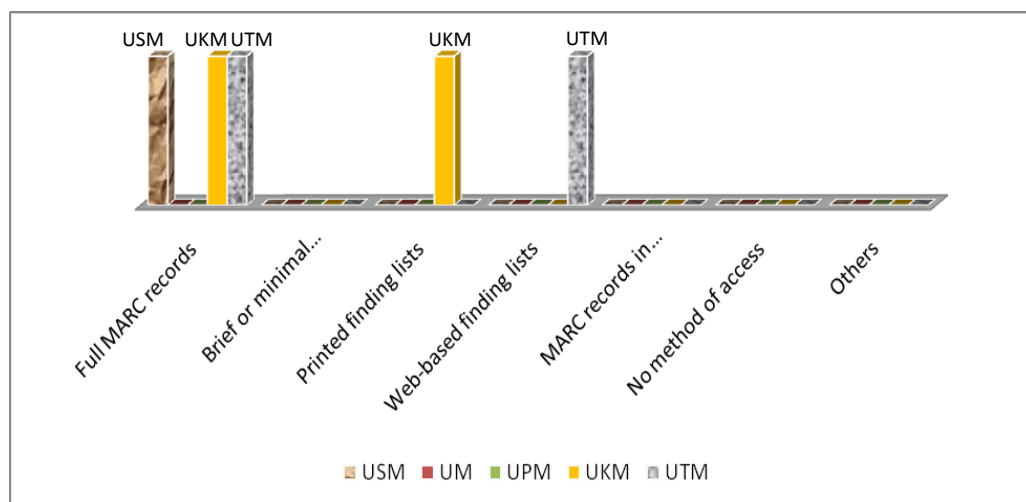 USM UKM UTM UKM UTM
Full MARC records
Brief or minimal...
Printed finding lists
Web-based finding lists
MARC records in...
No method of access
Others
USM UM UPM UKM UTM